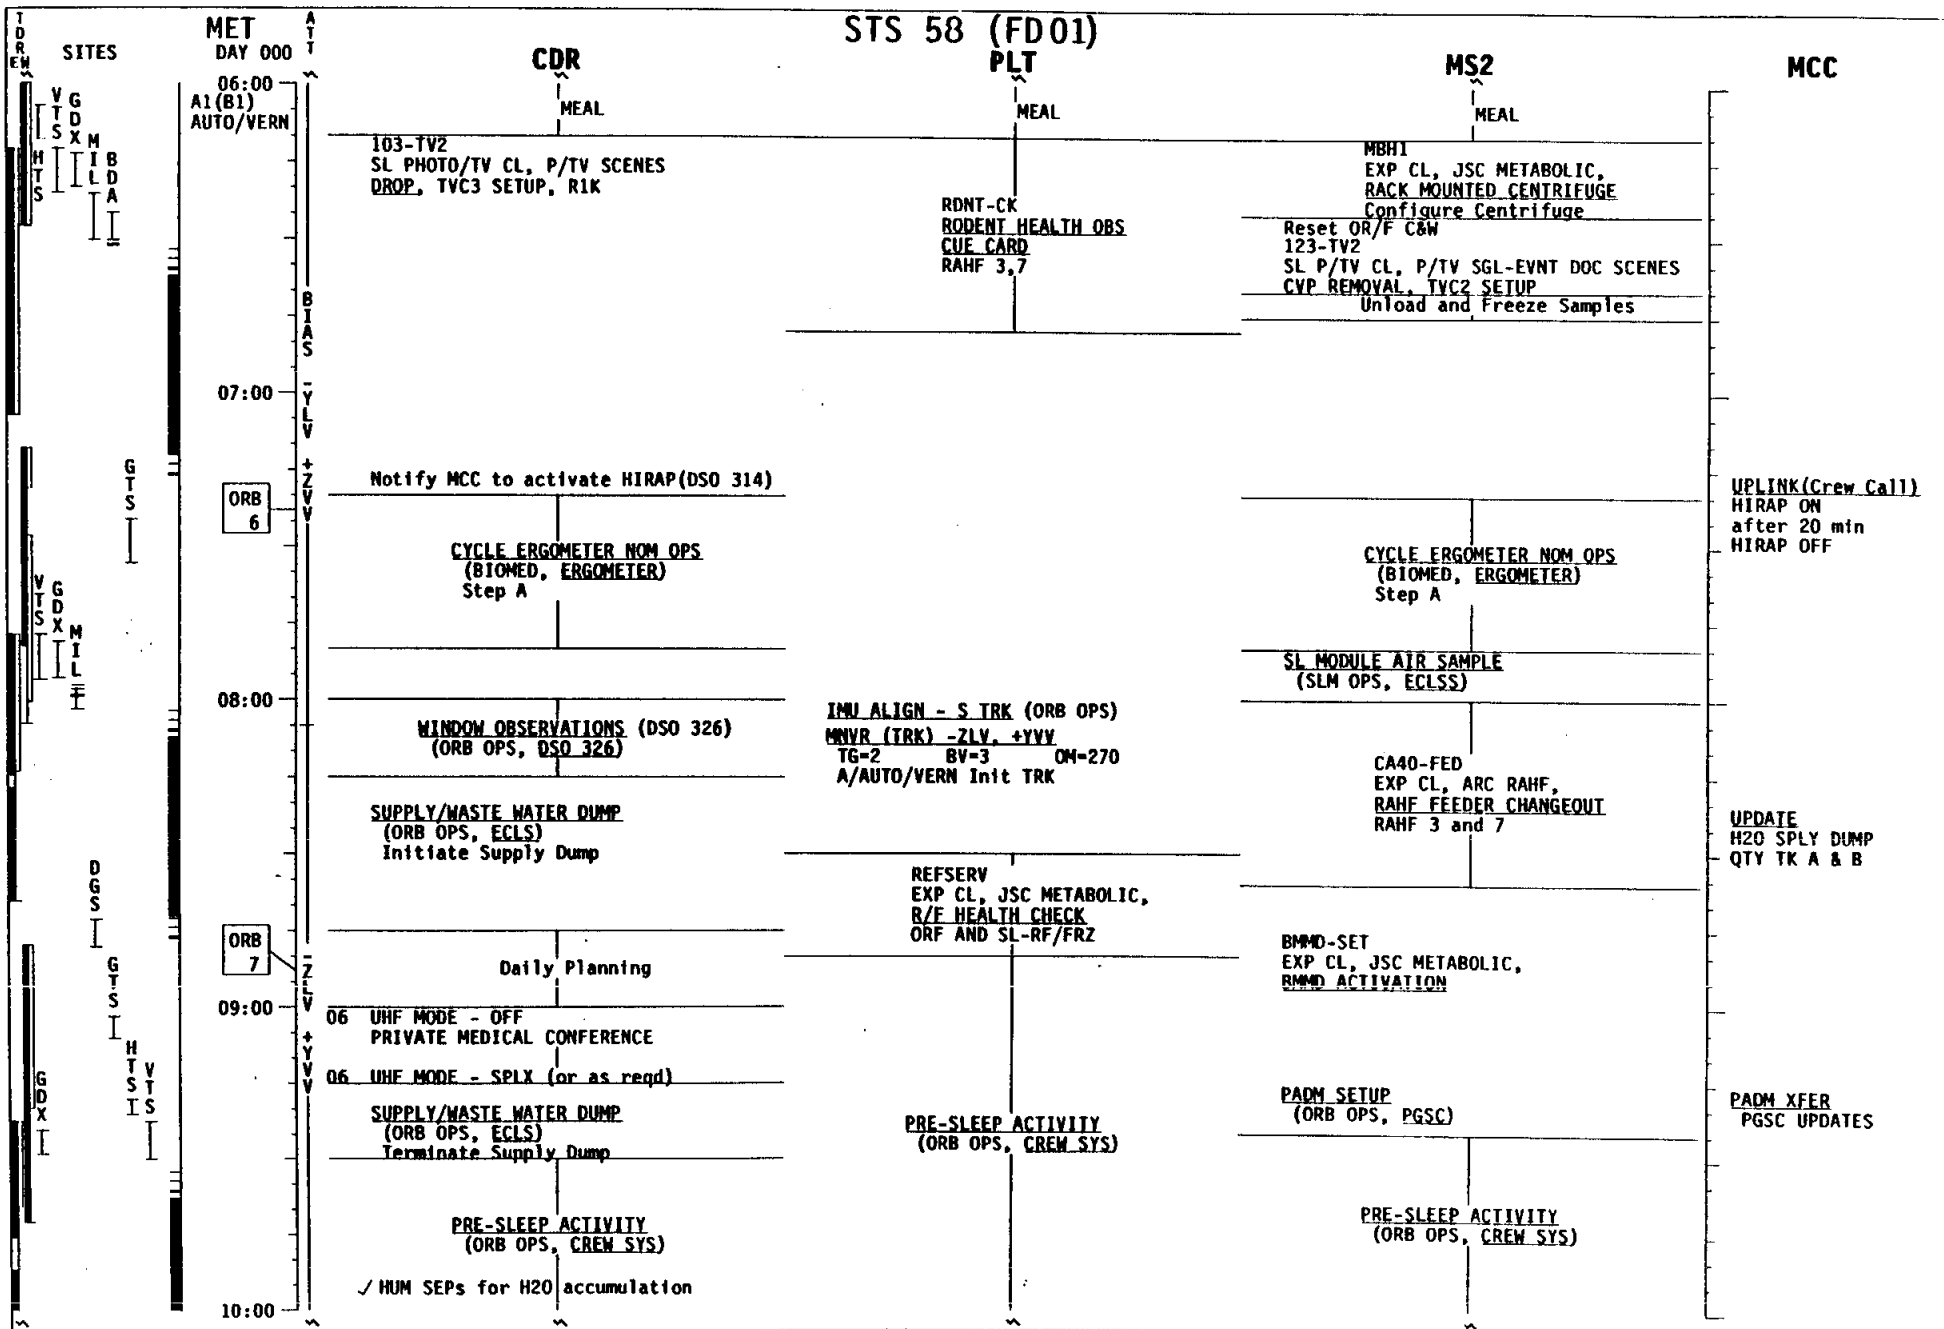 STS 58 (FD01)
TDRE W
SITES
MET
DAY 000
ATT
CDR
PLT
MS2
MCC
06:00
A1(B1)
AUTO/VERN
VTS
GDX
MIL
HTS
BDA
BIAS
-YLV
+ZVV
MEAL
103-TV2
SL PHOTO/TV CL, P/TV SCENES
DROP, TVC3 SETUP, R1K
MEAL
RDNT-CK
RODENT HEALTH OBS
CUE CARD
RAHF 3,7
MEAL
MBH1
EXP CL, JSC METABOLIC,
RACK MOUNTED CENTRIFUGE
Configure Centrifuge
Reset OR/F C&W
123-TV2
SL P/TV CL, P/TV SGL-EVNT DOC SCENES
CVP REMOVAL, TVC2 SETUP
Unload and Freeze Samples
07:00
GTS
ORB
6
Notify MCC to activate HIRAP(DSO 314)
CYCLE ERGOMETER NOM OPS
(BIOMED, ERGOMETER)
Step A
CYCLE ERGOMETER NOM OPS
(BIOMED, ERGOMETER)
Step A
UPLINK(Crew Call)
HIRAP ON
after 20 min
HIRAP OFF
VTS
GDX
MIL
SL MODULE AIR SAMPLE
(SLM OPS, ECLSS)
08:00
WINDOW OBSERVATIONS (DSO 326)
(ORB OPS, DSO 326)
IMU ALIGN - S TRK (ORB OPS)
MNVR (TRK) -ZLV, +YVV
TG=2 BV=3 OM=270
A/AUTO/VERN Init TRK
CA40-FED
EXP CL, ARC RAHF,
RAHF FEEDER CHANGEOUT
RAHF 3 and 7
SUPPLY/WASTE WATER DUMP
(ORB OPS, ECLS)
Initiate Supply Dump
UPDATE
H2O SPLY DUMP
QTY TK A & B
DGS
REFSERV
EXP CL, JSC METABOLIC,
R/F HEALTH CHECK
ORF AND SL-RF/FRZ
ORB
7
-ZLV
+YVV
Daily Planning
BMMD-SET
EXP CL, JSC METABOLIC,
BMMD ACTIVATION
GTS
09:00
06 UHF MODE - OFF
PRIVATE MEDICAL CONFERENCE
HTS
VTS
GDX
06 UHF MODE - SPLX (or as reqd)
SUPPLY/WASTE WATER DUMP
(ORB OPS, ECLS)
Terminate Supply Dump
PRE-SLEEP ACTIVITY
(ORB OPS, CREW SYS)
PADM SETUP
(ORB OPS, PGSC)
PADM XFER
PGSC UPDATES
PRE-SLEEP ACTIVITY
(ORB OPS, CREW SYS)
PRE-SLEEP ACTIVITY
(ORB OPS, CREW SYS)
✓ HUM SEPs for H2O accumulation
10:00